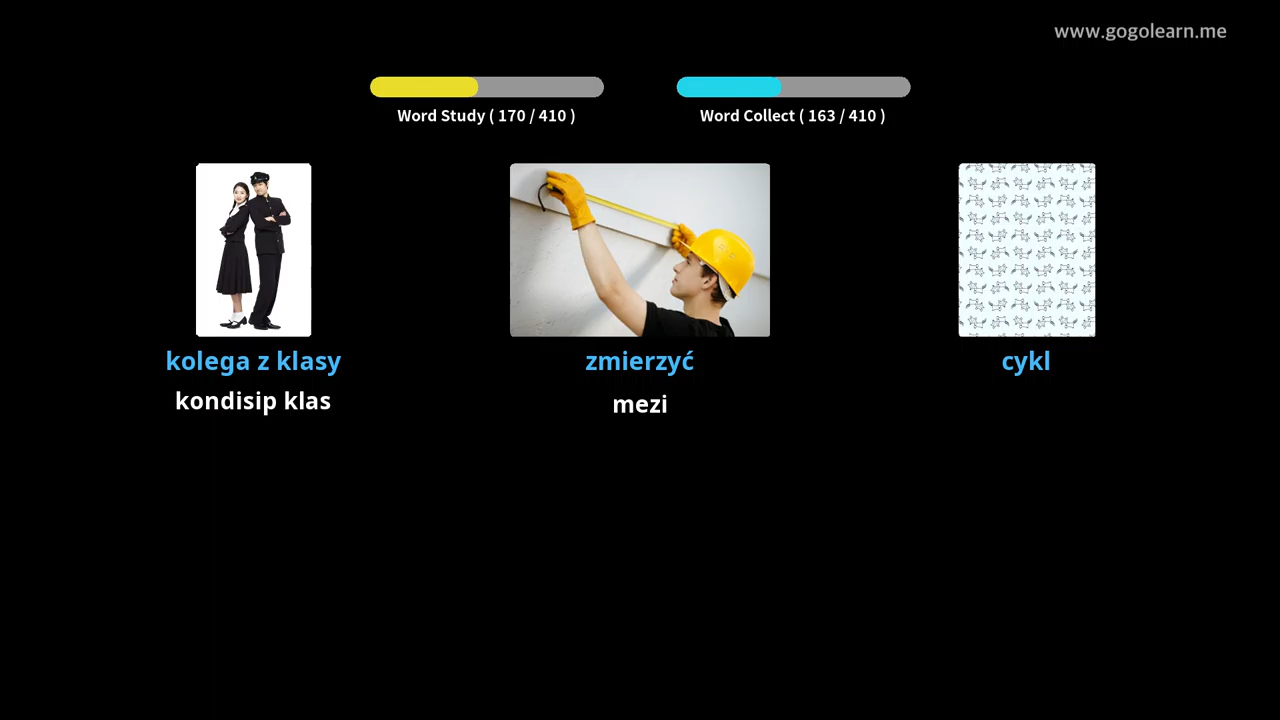 www.gogolearn.me
Word Study ( 170 / 410 )
Word Collect ( 163 / 410 )
kolega z klasy
zmierzyć
cykl
kondisip klas
mezi